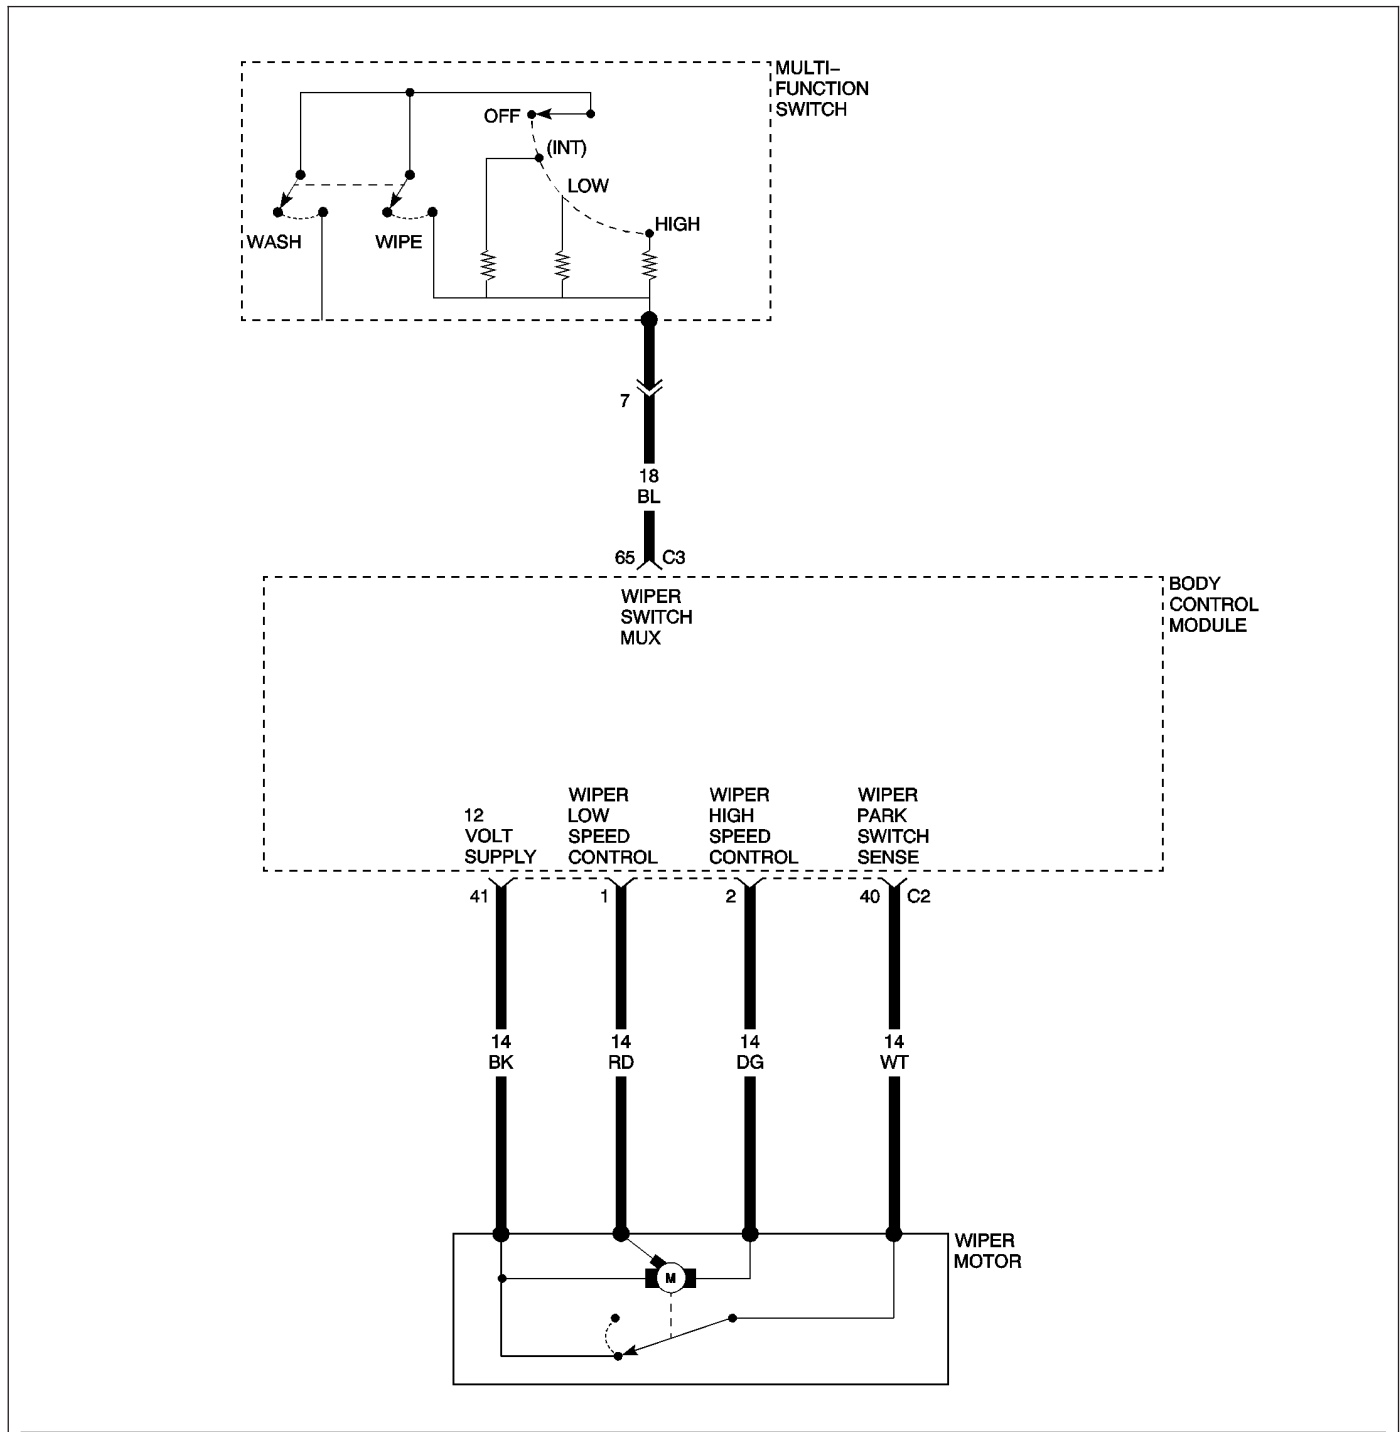 MULTI–
FUNCTION
SWITCH
OFF
(INT)
LOW
HIGH
WASH
WIPE
7
18
BL
65
C3
WIPER
SWITCH
MUX
BODY
CONTROL
MODULE
12
VOLT
SUPPLY
WIPER
LOW
SPEED
CONTROL
WIPER
HIGH
SPEED
CONTROL
WIPER
PARK
SWITCH
SENSE
41
1
2
40
C2
14
BK
14
RD
14
DG
14
WT
WIPER
MOTOR
M